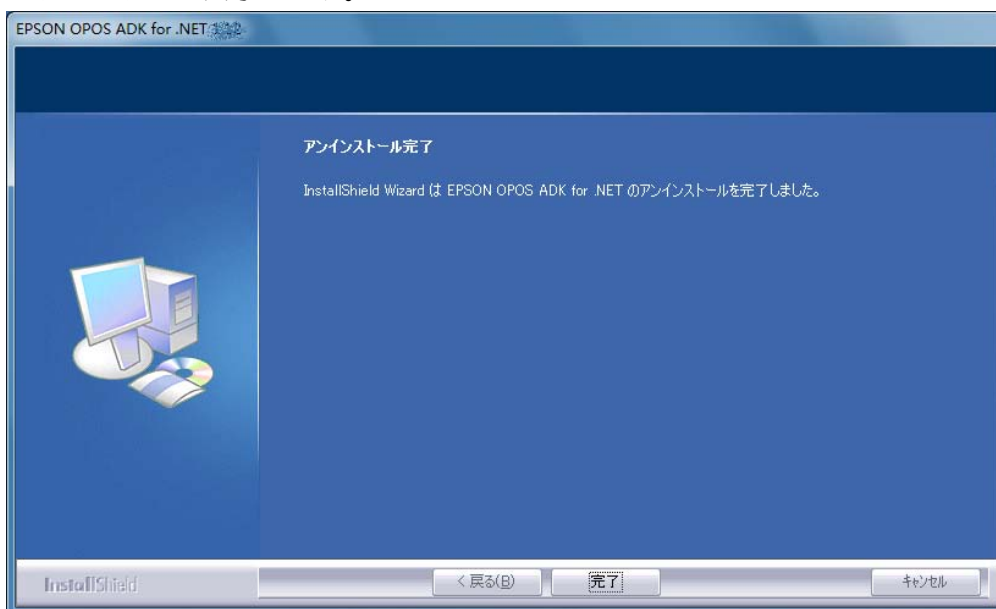 EPSON OPOS ADK for .NET
アンインストール完了
InstallShield Wizard は EPSON OPOS ADK for .NET のアンインストールを完了しました。
InstallShield
< 戻る(B)
完了
キャンセル